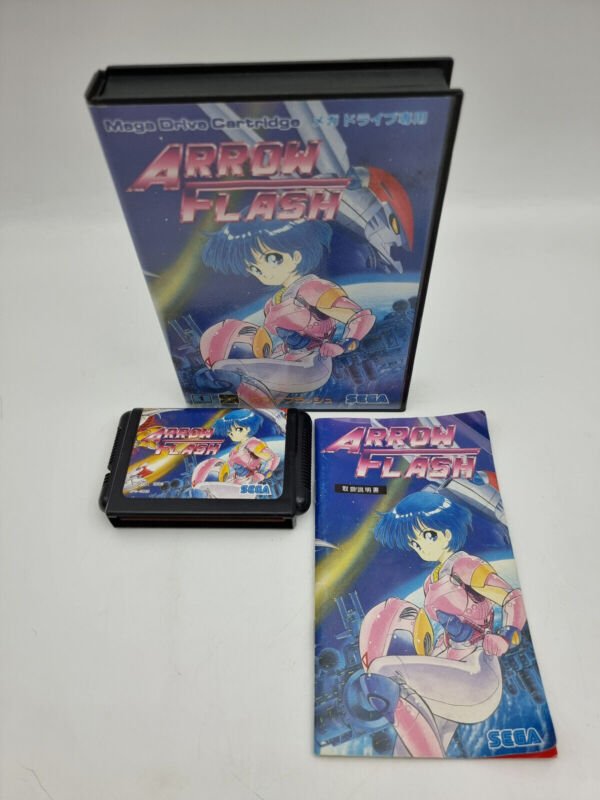 Mega Drive Cartridge メガドライブ専用
ARROW
FLASH
SEGA
ARROW
FLASH
SEGA
ARROW
FLASH
取扱説明書
SEGA